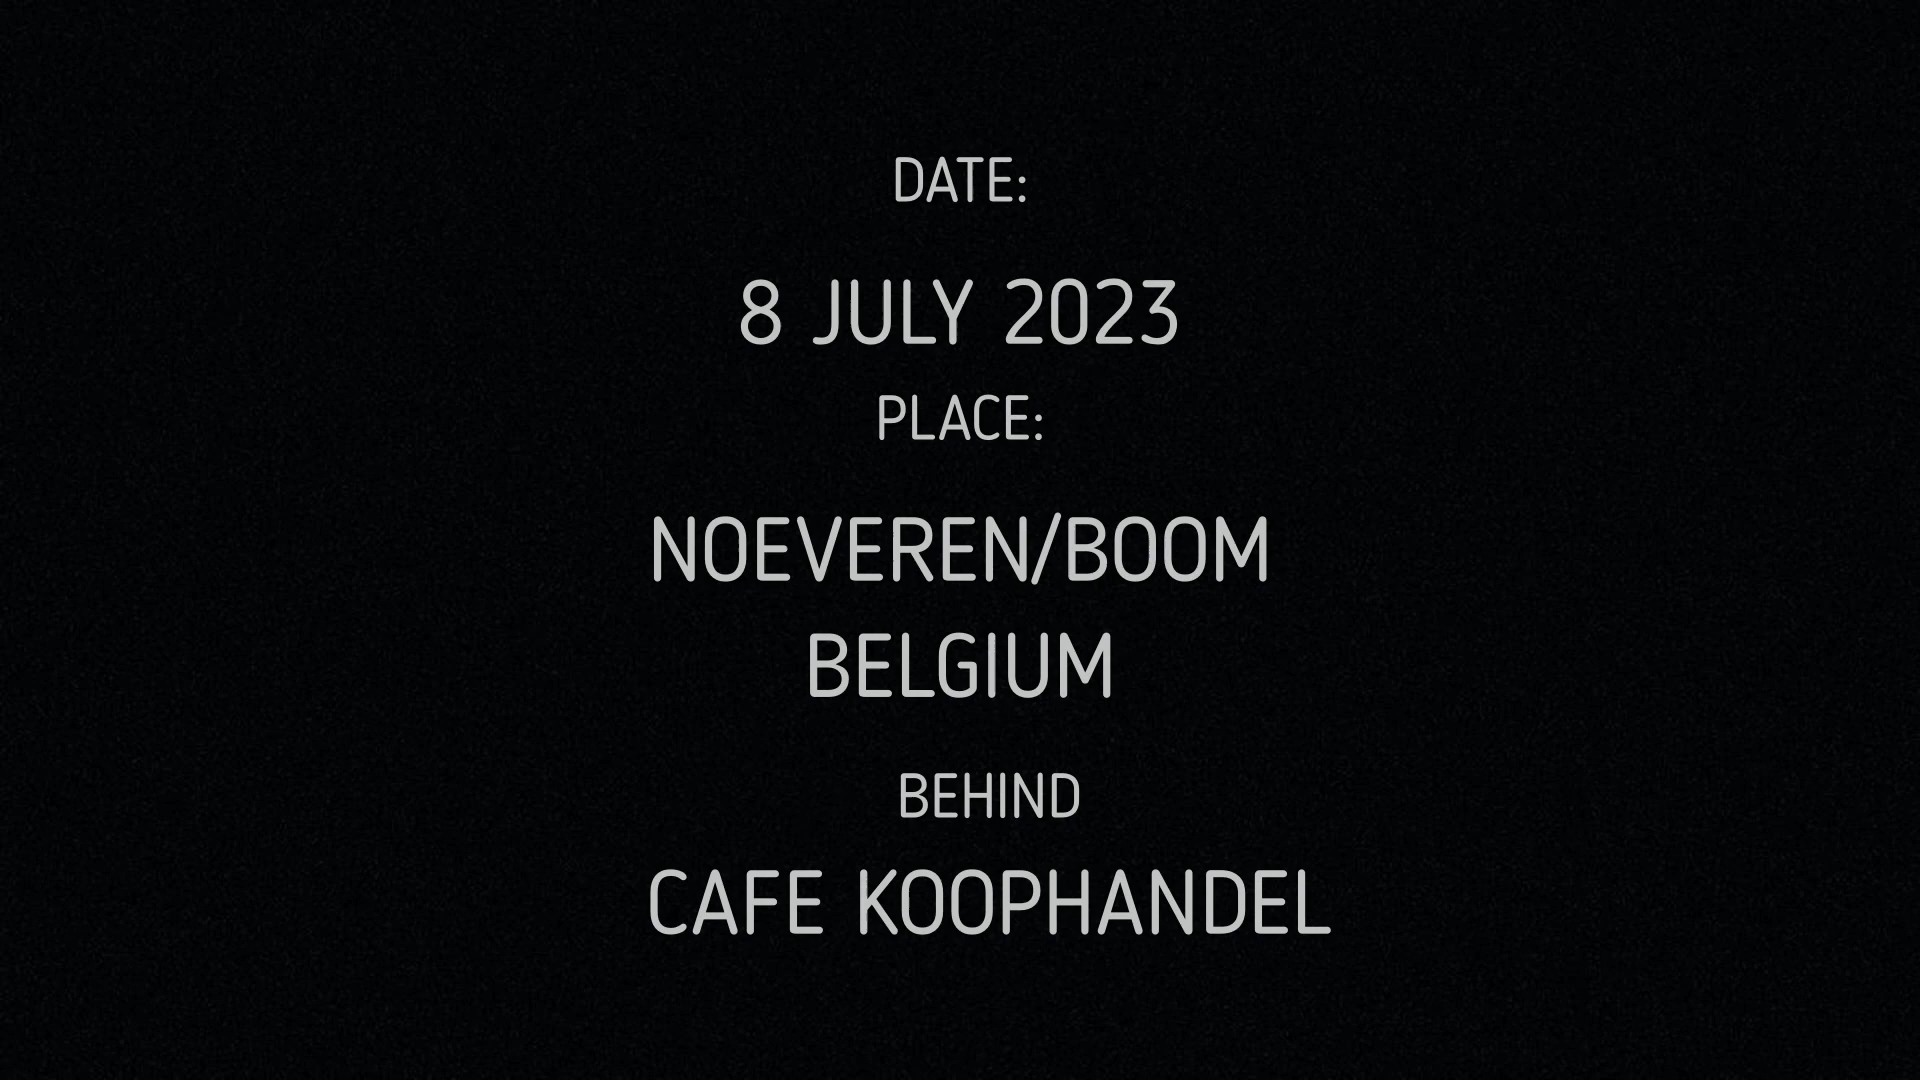 DATE:
8 JULY 2023
PLACE:
NOEVEREN/BOOM
BELGIUM
BEHIND
CAFE KOOPHANDEL